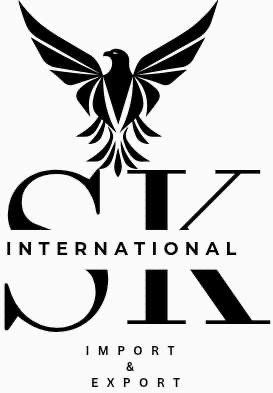 SK
INTERNATIONAL
IMPORT
&
EXPORT